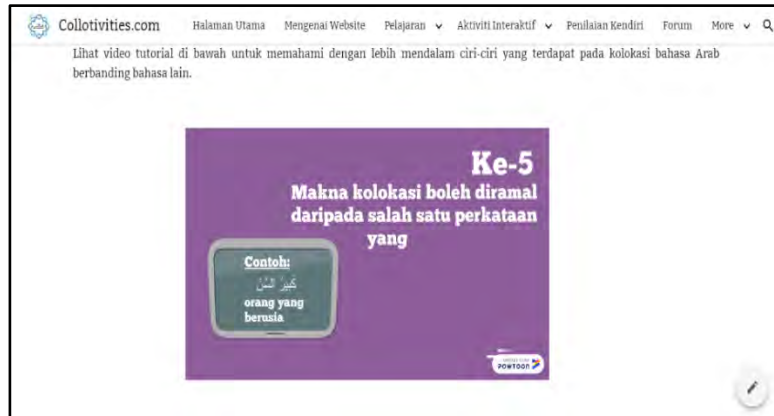 Collotivities.com Halaman Utama Mengenai Website Pelajaran Aktiviti Interaktif Penilaian Kendiri Forum More
Lihat video tutorial di bawah untuk memahami dengan lebih mendalam ciri-ciri yang terdapat pada kolokasi bahasa Arab
berbanding bahasa lain.
Ke-5
Makna kolokasi boleh diramal
daripada salah satu perkataan
yang
Contoh:
كبير السن
orang yang
berusia
POWTOON